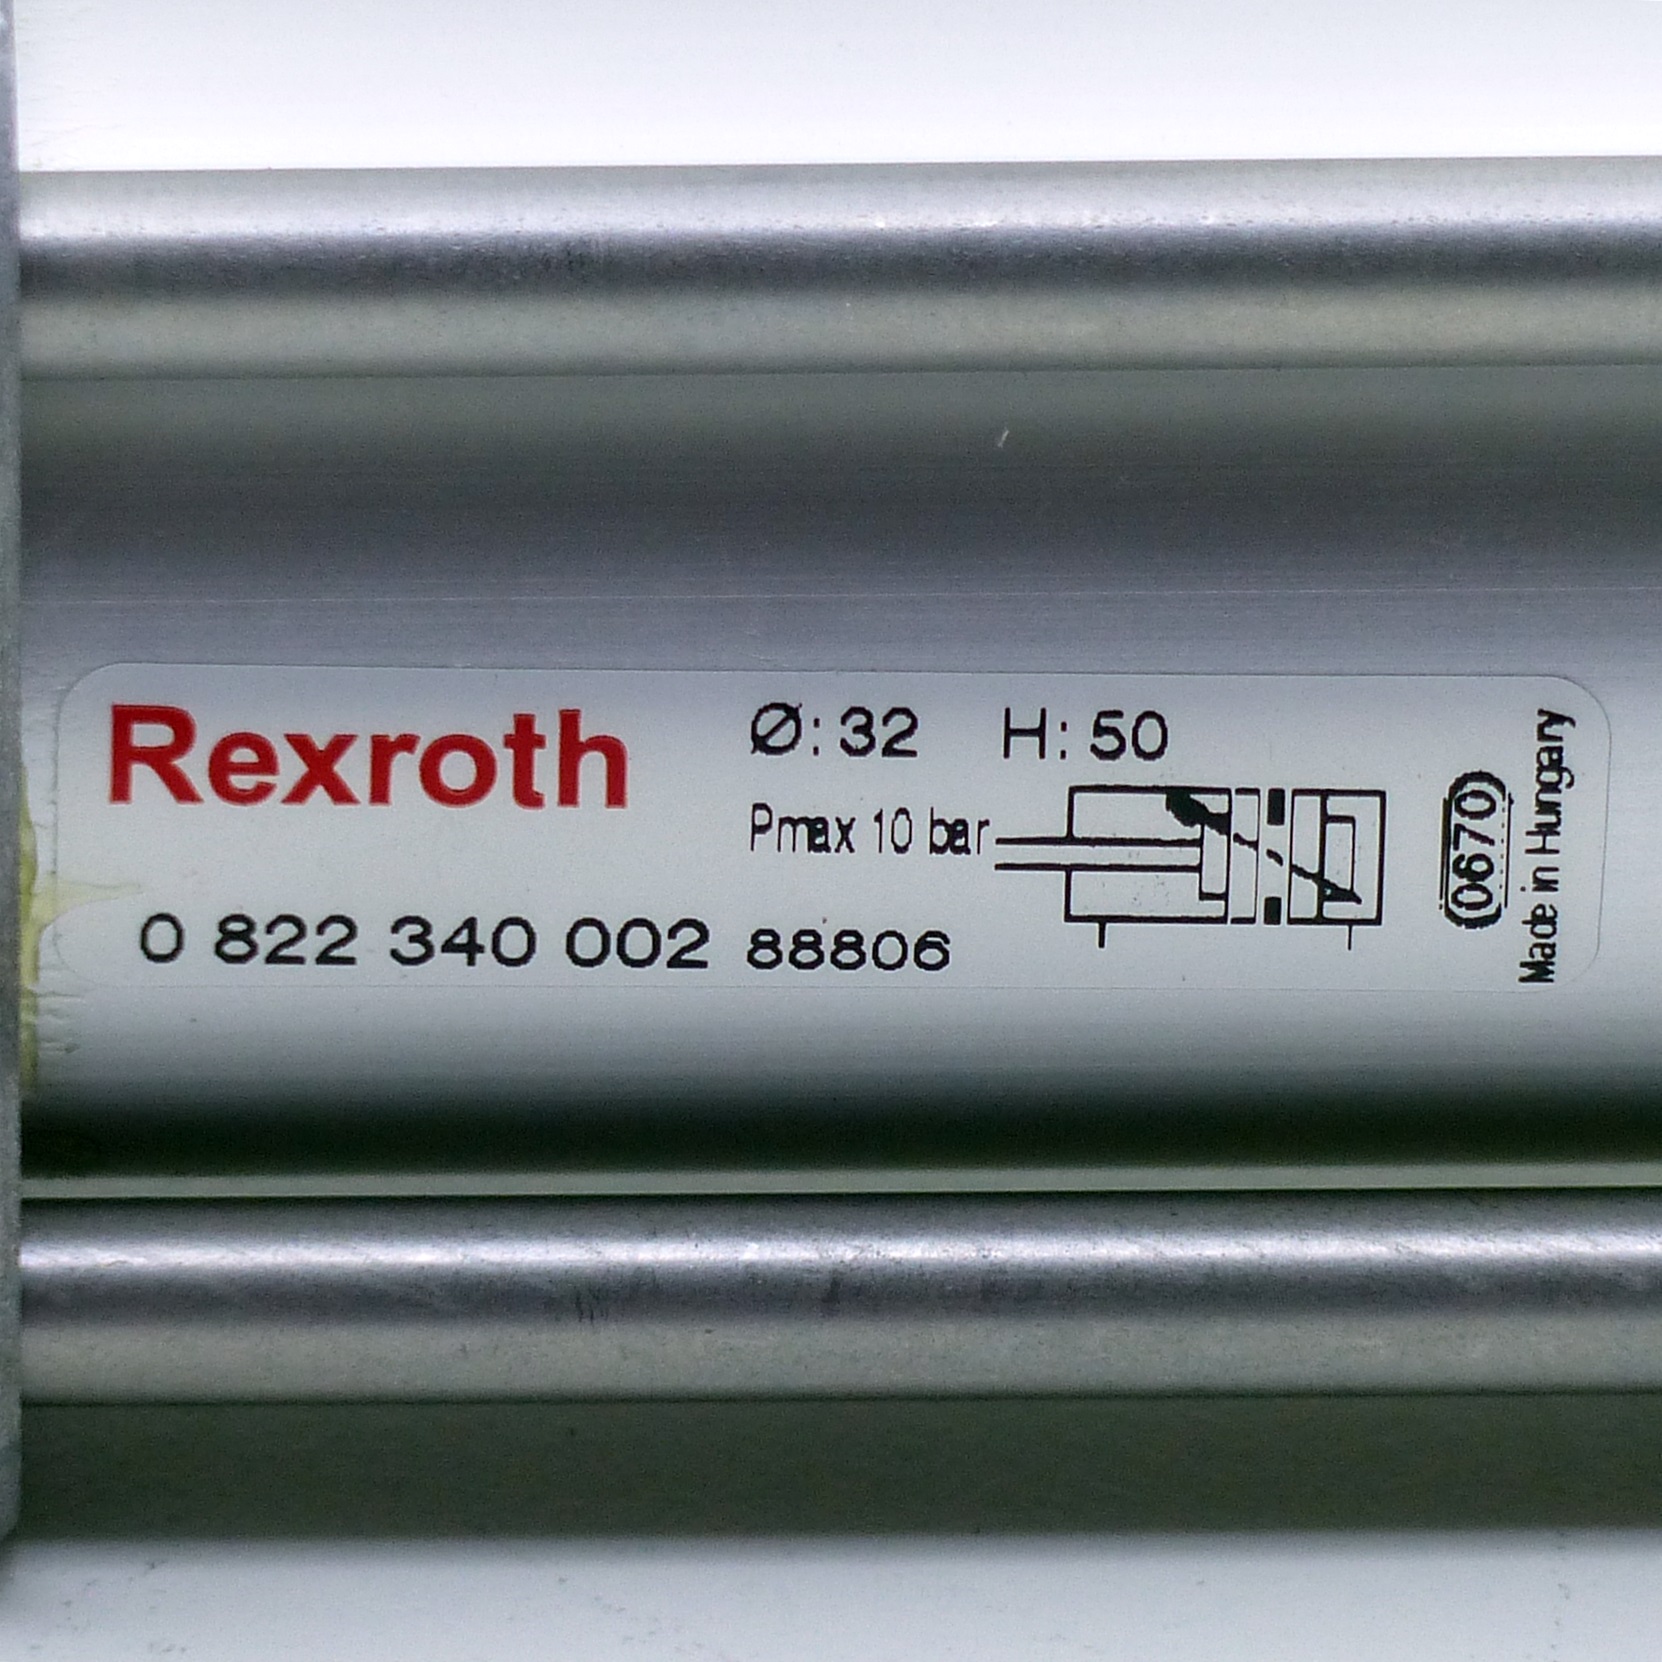 Rexroth
Ø: 32 H: 50
Pmax 10 bar
0 822 340 002 88806
0670
Made in Hungary